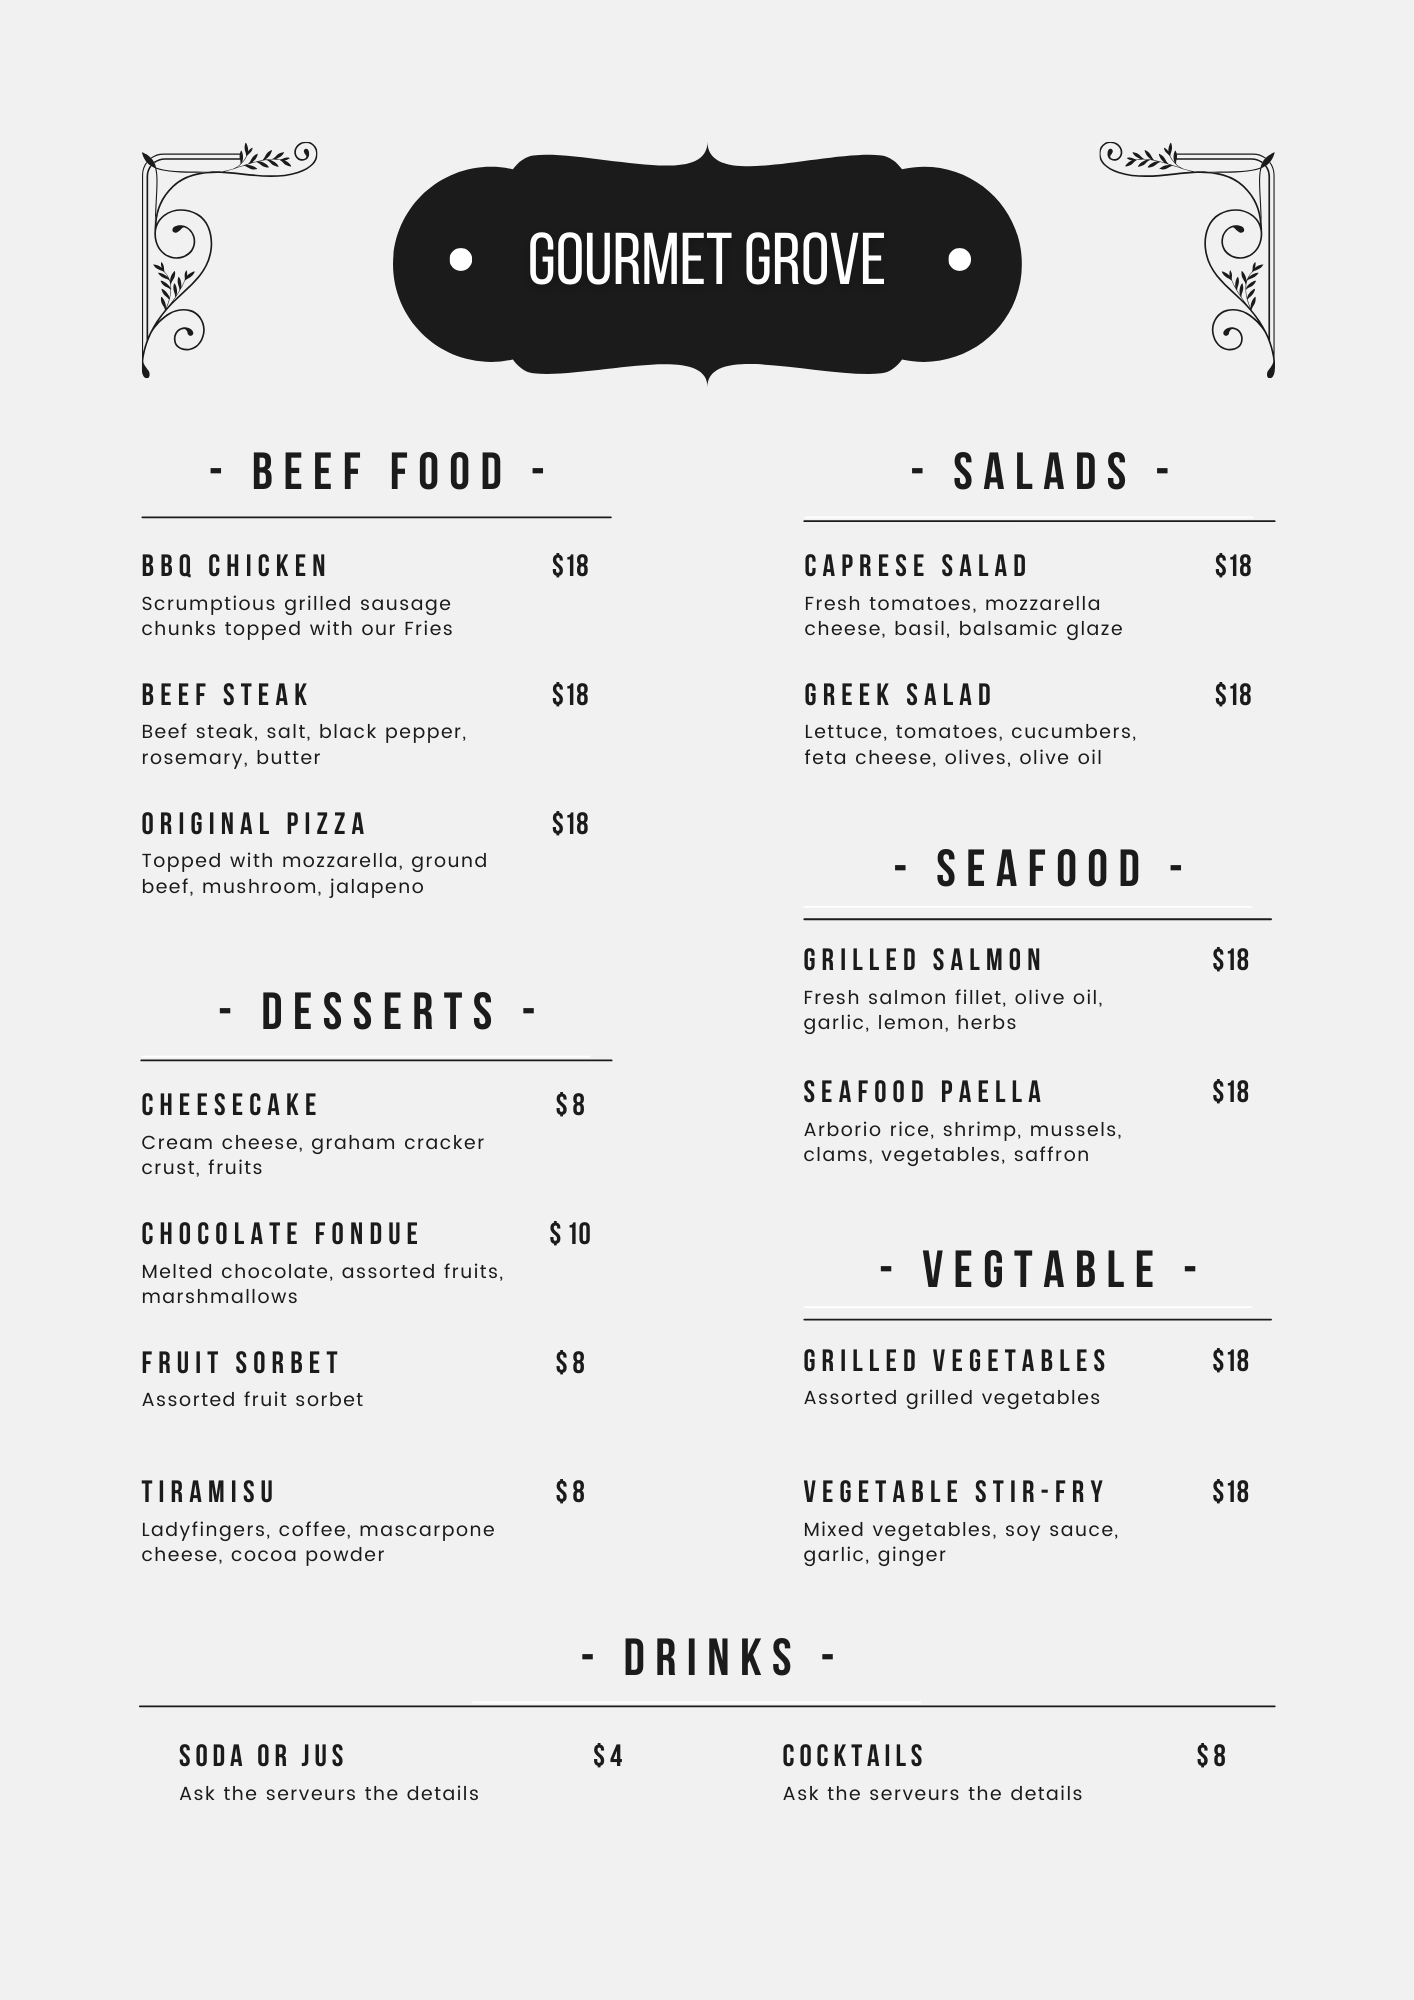 GOURMET GROVE
- BEEF FOOD -
BBQ CHICKEN $18
Scrumptious grilled sausage
chunks topped with our Fries
BEEF STEAK $18
Beef steak, salt, black pepper,
rosemary, butter
ORIGINAL PIZZA $18
Topped with mozzarella, ground
beef, mushroom, jalapeno
- DESSERTS -
CHEESECAKE $8
Cream cheese, graham cracker
crust, fruits
CHOCOLATE FONDUE $10
Melted chocolate, assorted fruits,
marshmallows
FRUIT SORBET $8
Assorted fruit sorbet
TIRAMISU $8
Ladyfingers, coffee, mascarpone
cheese, cocoa powder
- SALADS -
CAPRESE SALAD $18
Fresh tomatoes, mozzarella
cheese, basil, balsamic glaze
GREEK SALAD $18
Lettuce, tomatoes, cucumbers,
feta cheese, olives, olive oil
- SEAFOOD -
GRILLED SALMON $18
Fresh salmon fillet, olive oil,
garlic, lemon, herbs
SEAFOOD PAELLA $18
Arborio rice, shrimp, mussels,
clams, vegetables, saffron
- VEGTABLE -
GRILLED VEGETABLES $18
Assorted grilled vegetables
VEGETABLE STIR-FRY $18
Mixed vegetables, soy sauce,
garlic, ginger
- DRINKS -
SODA OR JUS $4
Ask the serveurs the details
COCKTAILS $8
Ask the serveurs the details